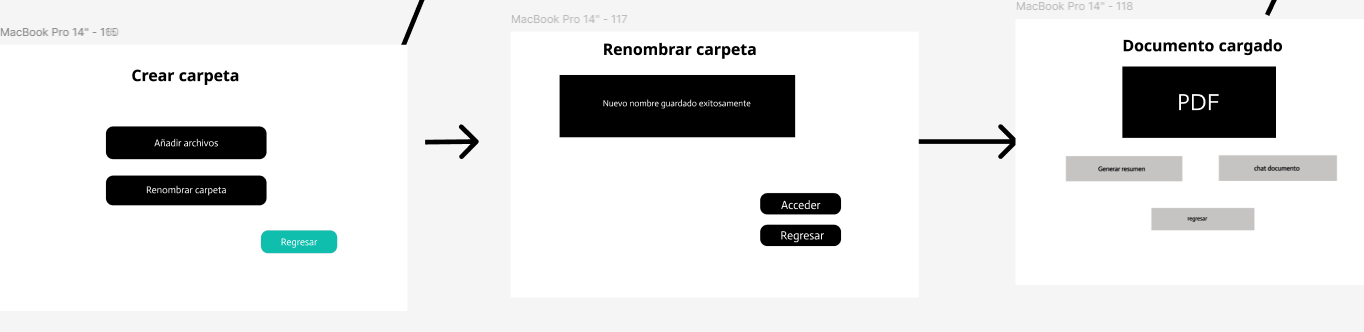 MacBook Pro 14" - 117
MacBook Pro 14" - 118
MacBook Pro 14" -
Crear carpeta
Añadir archivos
Renombrar carpeta
Regresar
Renombrar carpeta
Nuevo nombre guardado exitosamente
Acceder
Regresar
Documento cargado
PDF
Generar resumen
chat documento
regresar